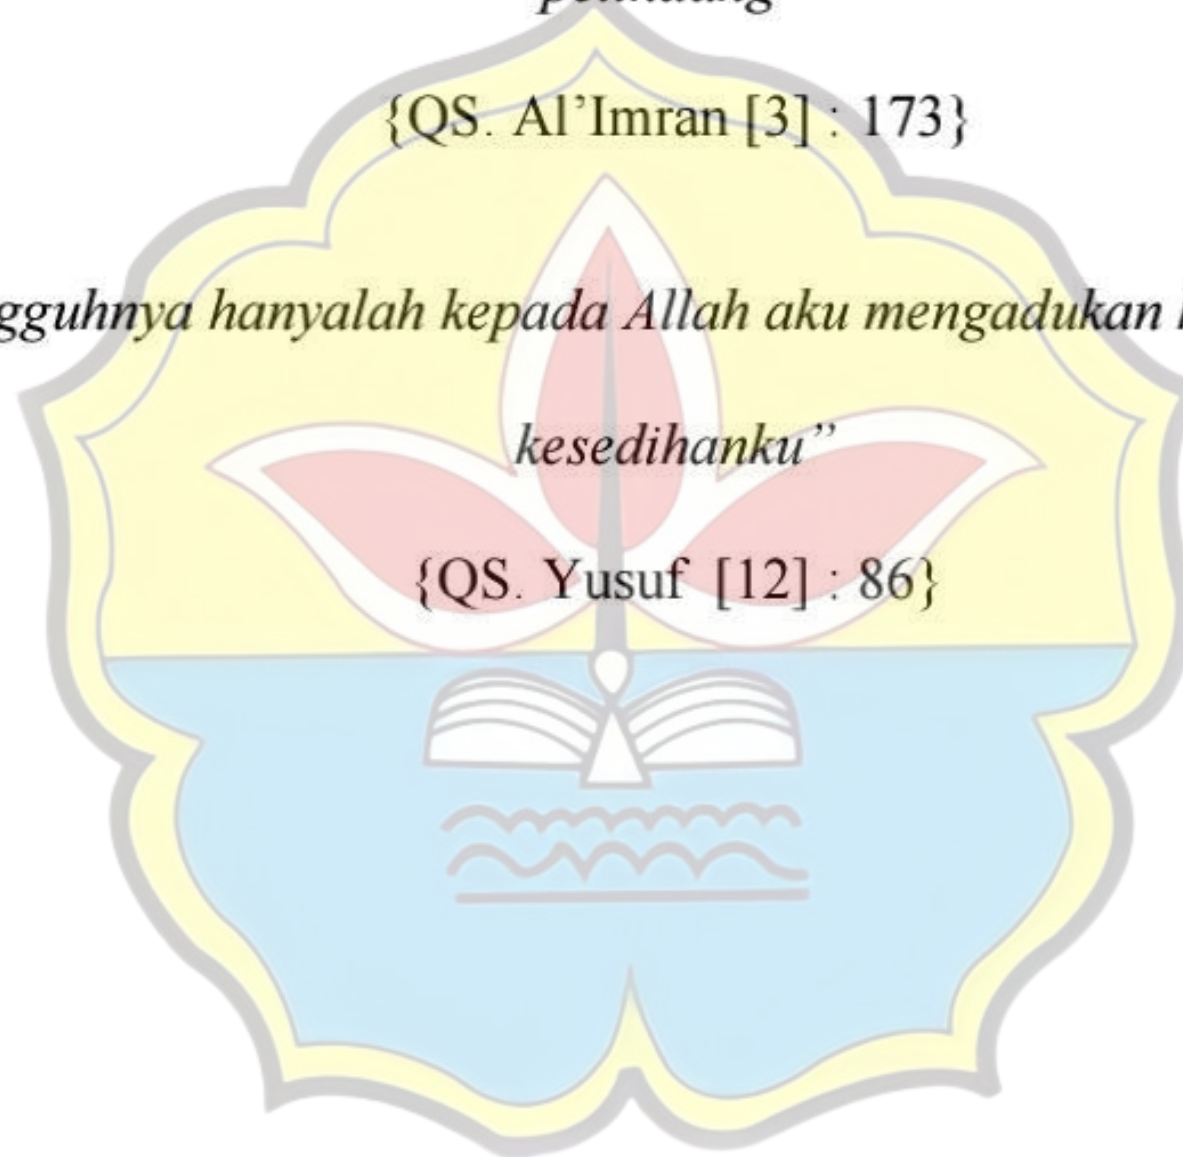 {QS. Al’Imran [3] : 173}
hanyalah kepada Allah aku mengadukan
kesedihanku”
{QS. Yusuf [12] : 86}